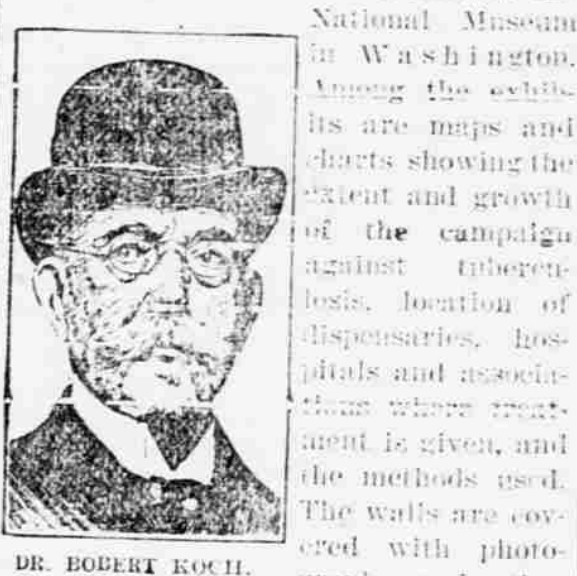 National Museum
in Washington.
Among the exhib-
its are maps and
charts showing the
extent and growth
of the campaign
against tubercu-
losis, location of
dispensaries, hos-
pitals and associa-
tions where treat-
ment is given, and
the methods used.
The walls are cov-
ered with photo-
DR. BOBERT KOCH.